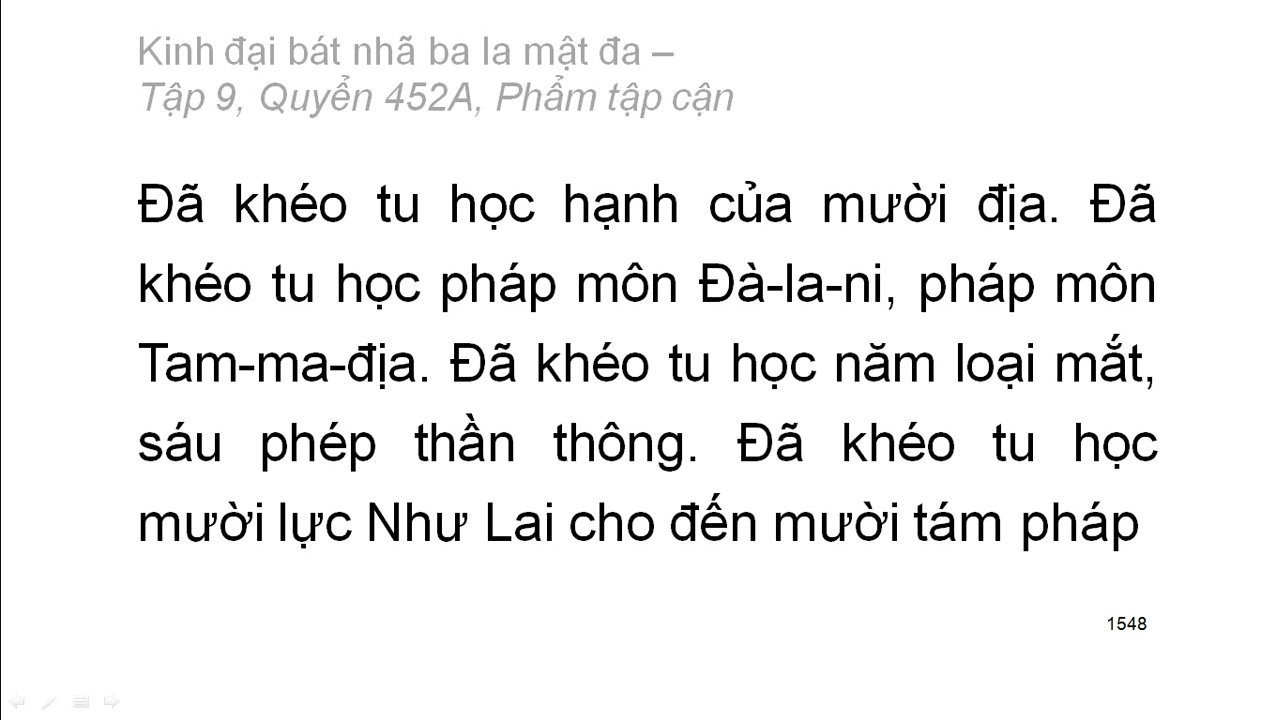 Kinh đại bát nhã ba la mật đa –
Tập 9, Quyển 452A, Phẩm tập cận
Đã khéo tu học hạnh của mười địa. Đã
khéo tu học pháp môn Đà-la-ni, pháp môn
Tam-ma-địa. Đã khéo tu học năm loại mắt,
sáu phép thần thông. Đã khéo tu học
mười lực Như Lai cho đến mười tám pháp
1548